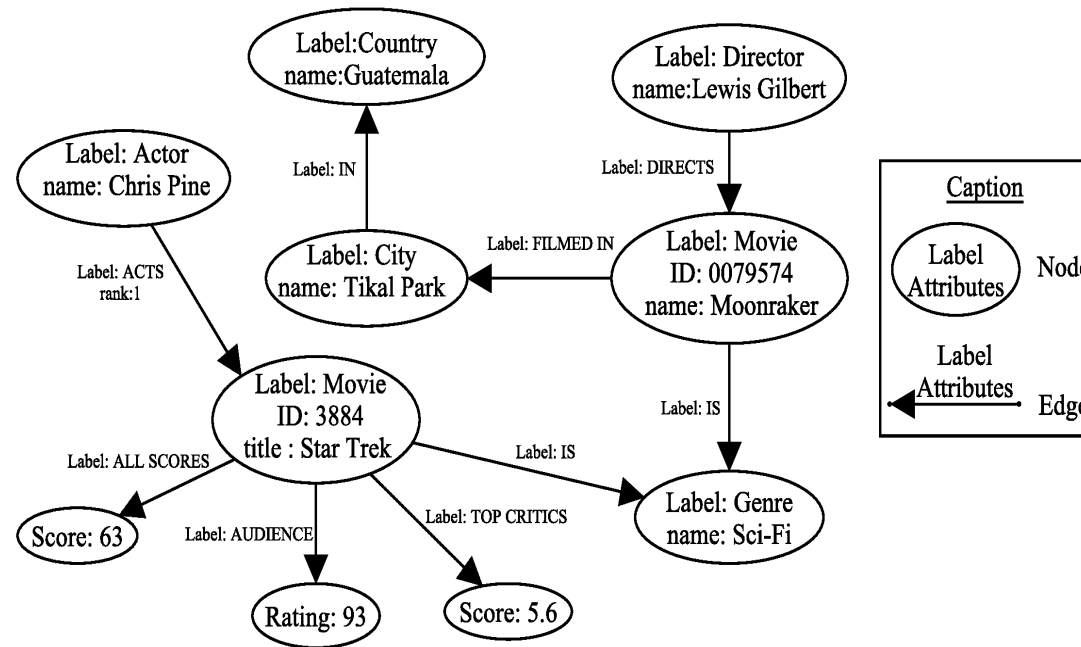 Label:Country
name:Guatemala
Label: Director
name:Lewis Gilbert
Label: Actor
name: Chris Pine
Label: IN
Label: DIRECTS
Caption
Label
Attributes
Node
Label: City
name: Tikal Park
Label: FILMED IN
Label: Movie
ID: 0079574
name: Moonraker
Label: ACTS
rank:1
Label
Attributes
Edge
Label: Movie
ID: 3884
title : Star Trek
Label: IS
Label: ALL SCORES
Label: IS
Label: Genre
name: Sci-Fi
Score: 63
Label: AUDIENCE
Label: TOP CRITICS
Rating: 93
Score: 5.6